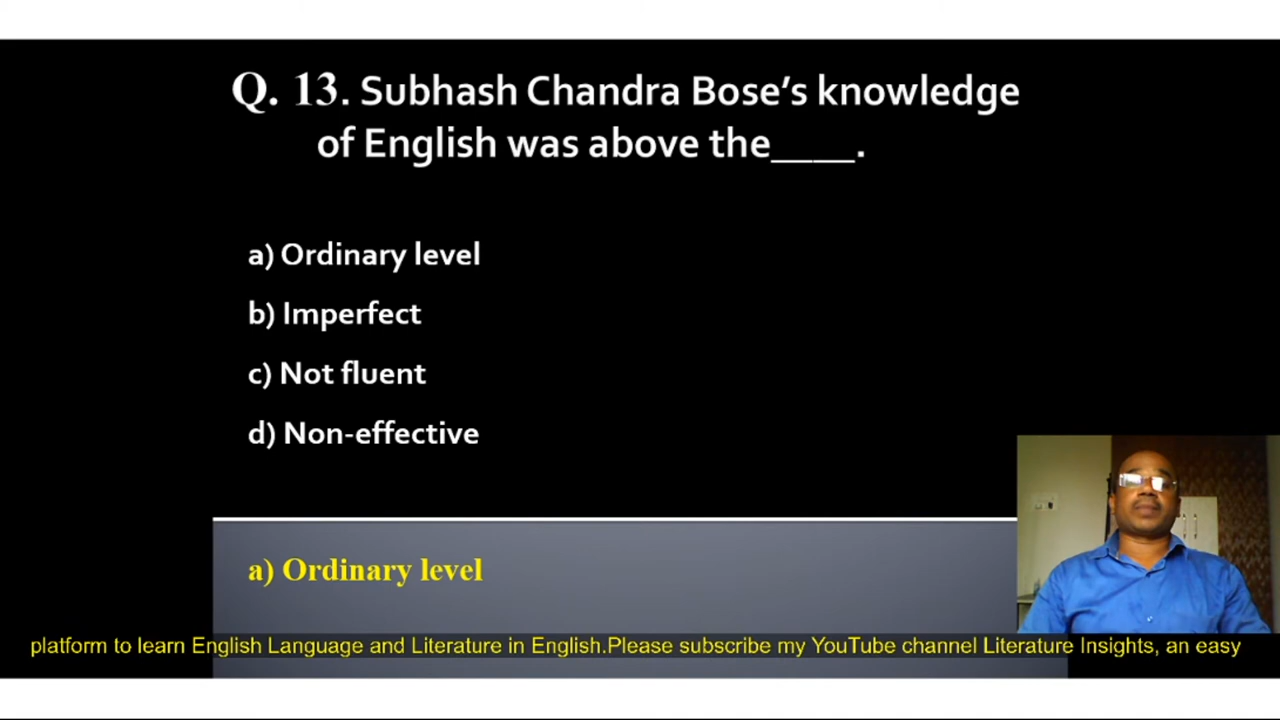 Q. 13. Subhash Chandra Bose's knowledge
of English was above the____.
a) Ordinary level
b) Imperfect
c) Not fluent
d) Non-effective
a) Ordinary level
platform to learn English Language and Literature in English.Please subscribe my YouTube channel Literature Insights, an easy